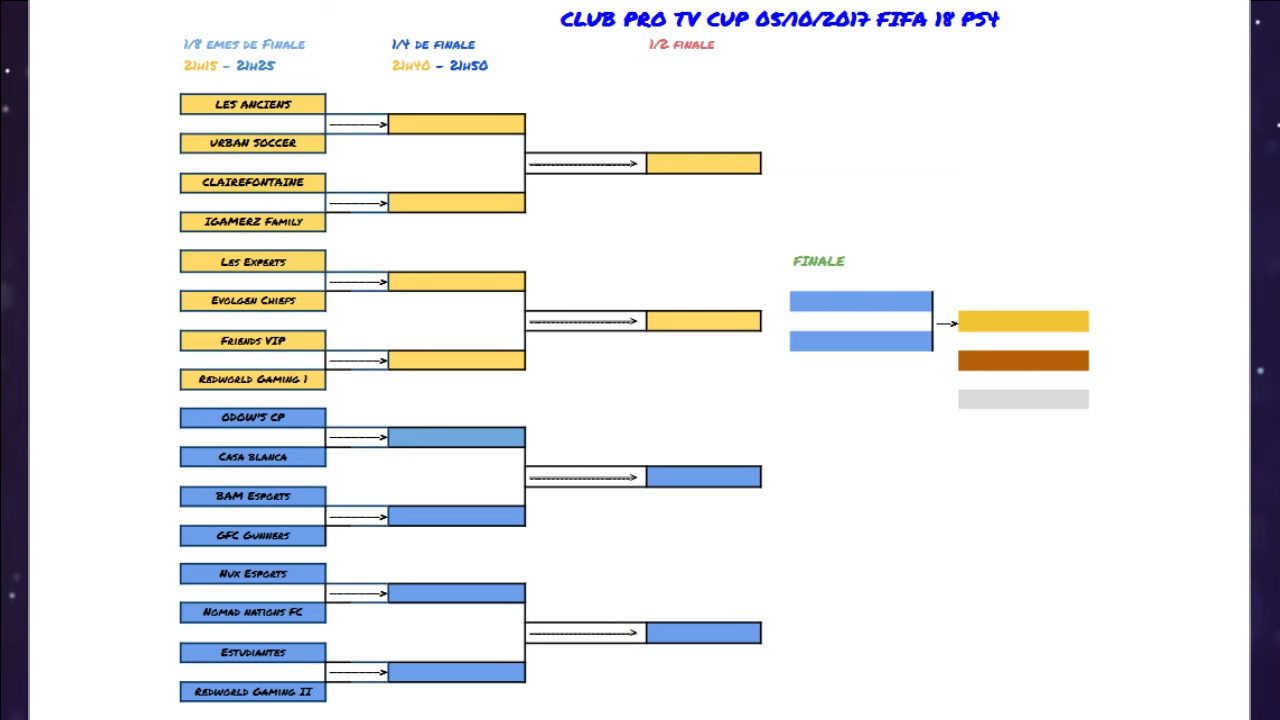 CLUB PRO TV CUP 05/10/2017 FIFA 18 PS4
1/8 EMES DE FINALE
1/4 DE FINALE
1/2 FINALE
21H15 - 21H25
21H40 - 21H50
LES ANCIENS
URBAN SOCCER
CLAIREFONTAINE
IGAMERZ FAMILY
LES EXPERTS
EVOLGEN CHIEFS
FRIENDS VIP
REDWORLD GAMING 1
FINALE
ODOW'S CP
CASA BLANCA
BAM ESPORTS
GFC GUNNERS
NUX ESPORTS
NOMAD NATIONS FC
ESTUDIANTES
REDWORLD GAMING II